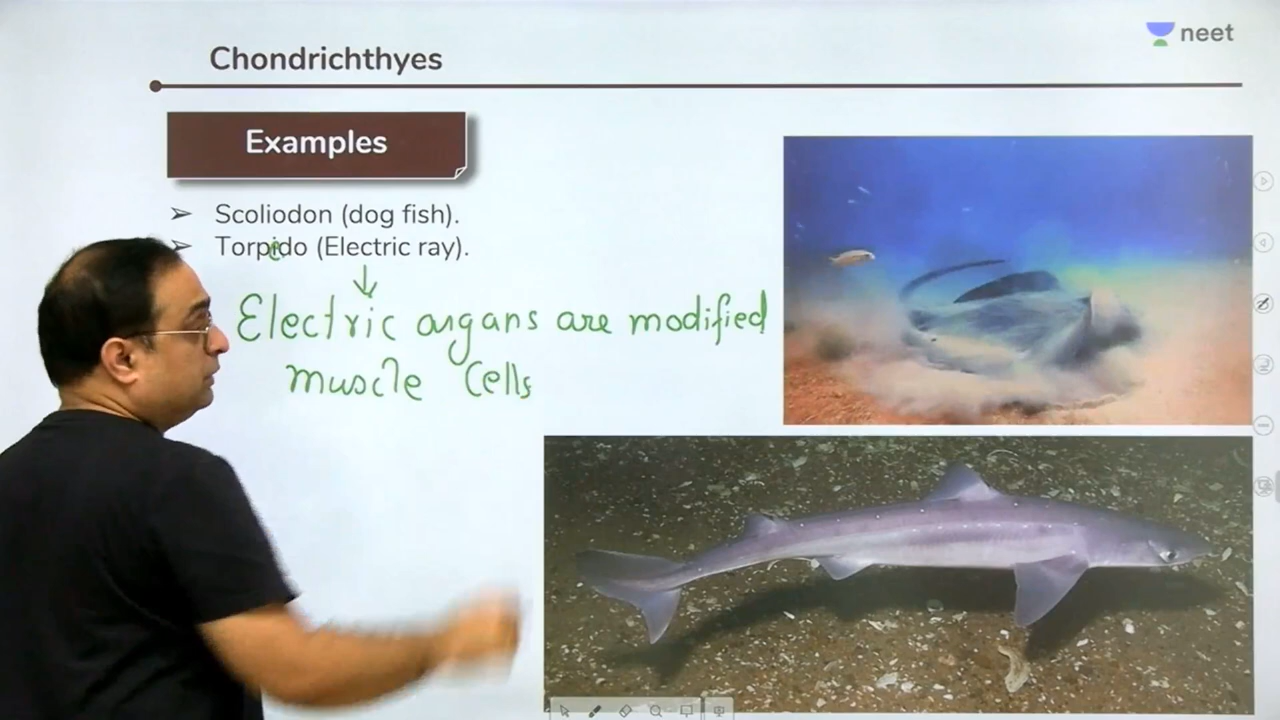 neet
Chondrichthyes
Examples
➢ Scoliodon (dog fish).
e
➢ Torpido (Electric ray).
↓
Electric organs are modified
muscle cells